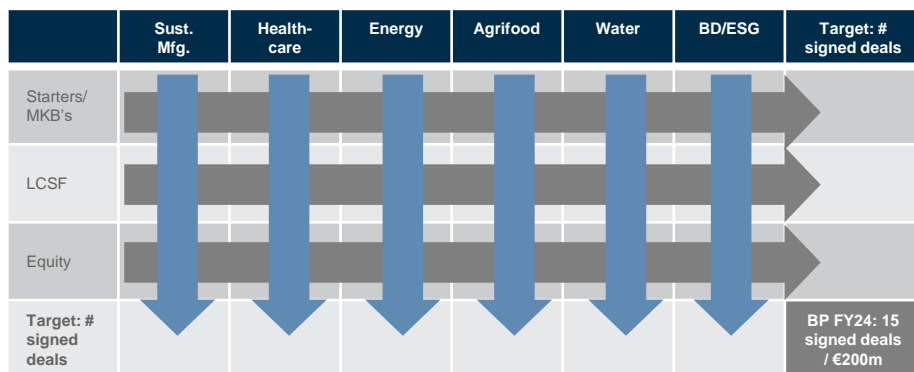 Sust.
Mfg.
Health-
care
Energy
Agrifood
Water
BD/ESG
Target: #
signed deals
Starters/
MKB's
LCSF
Equity
Target: #
signed
deals
BP FY24: 15
signed deals
/ €200m